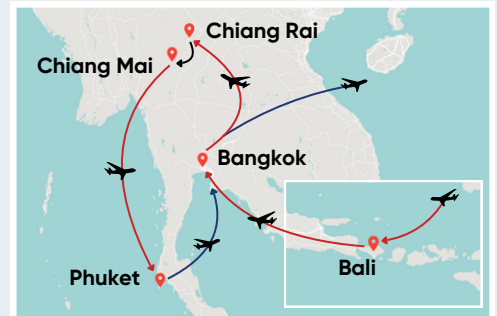 Chiang Rai
Chiang Mai
Bangkok
Bali
Phuket